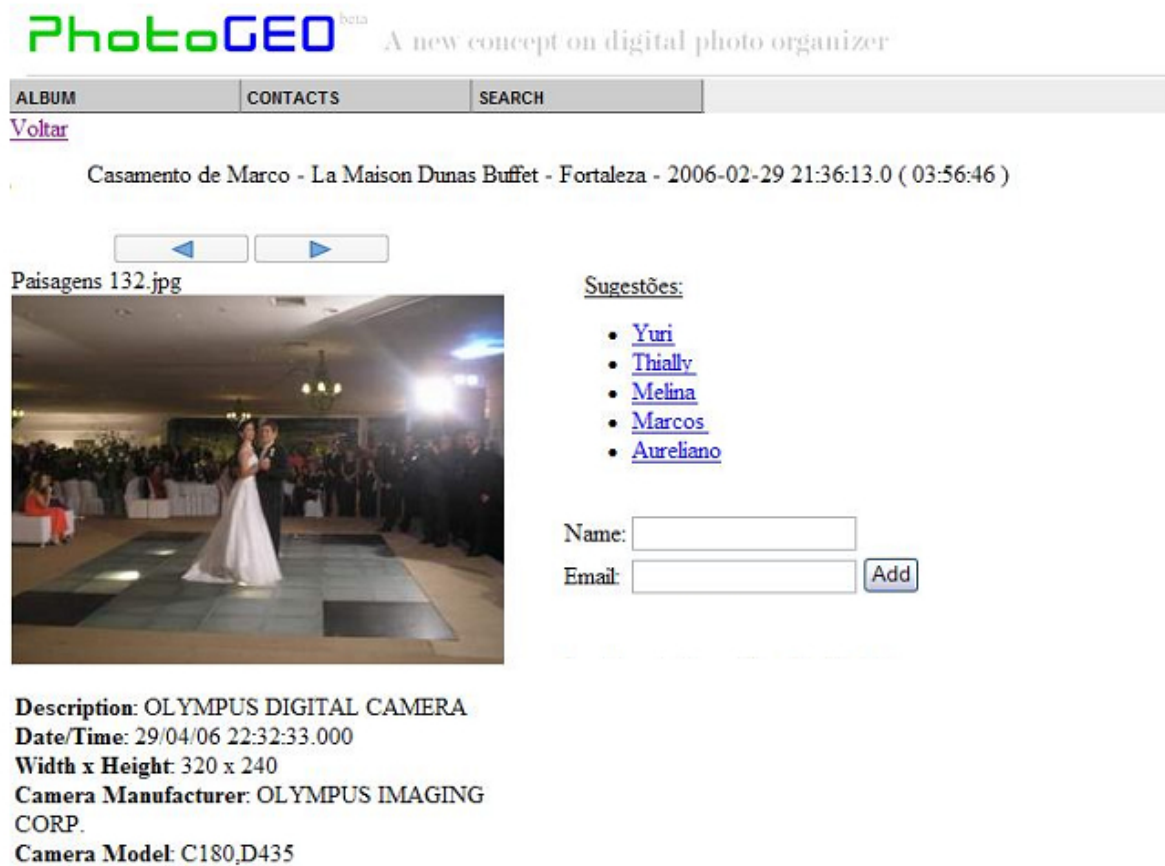 PhotoGEO beta A new concept on digital photo organizer
ALBUM CONTACTS SEARCH
Voltar
Casamento de Marco - La Maison Dunas Buffet - Fortaleza - 2006-02-29 21:36:13.0 ( 03:56:46 )
Paisagens 132.jpg
Sugestões:
Yuri
Thially
Melina
Marcos
Aureliano
Name:
Email:
Add
Description: OLYMPUS DIGITAL CAMERA
Date/Time: 29/04/06 22:32:33.000
Width x Height: 320 x 240
Camera Manufacturer: OLYMPUS IMAGING
CORP.
Camera Model: C180,D435